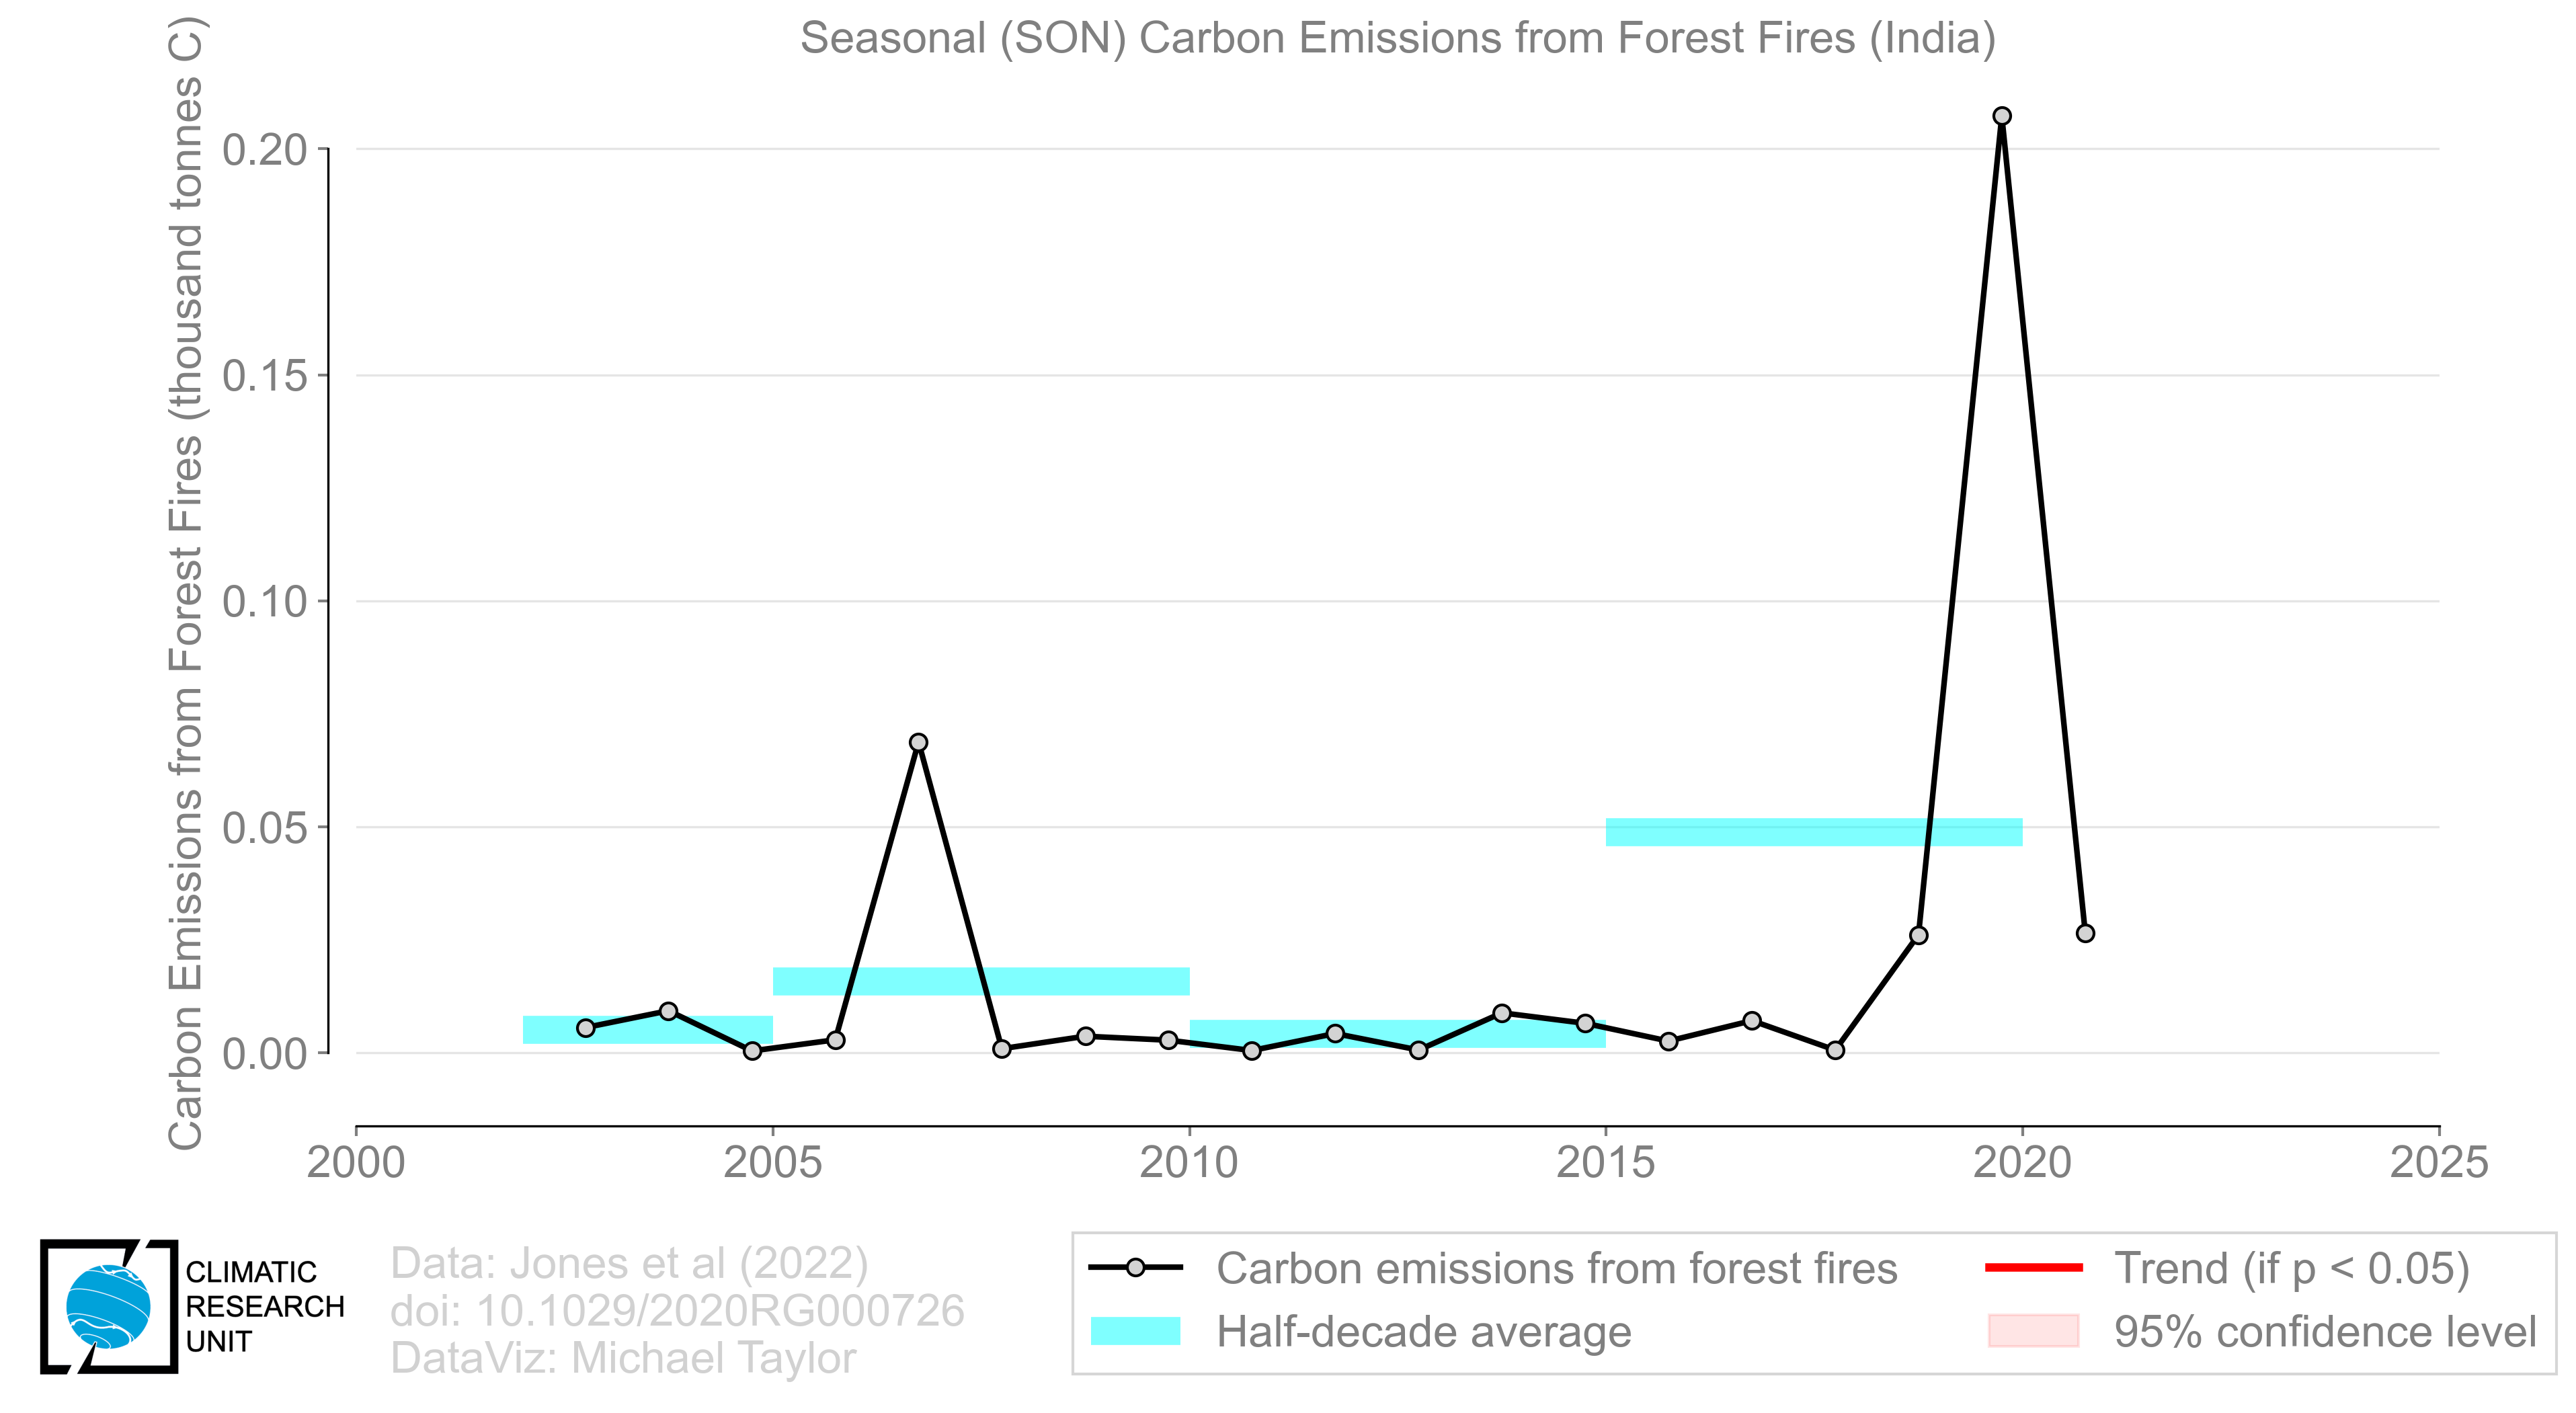 Seasonal (SON) Carbon Emissions from Forest Fires (India)
Carbon Emissions from Forest Fires (thousand tonnes C)
0.20
0.15
0.10
0.05
0.00
2000
2005
2010
2015
2020
2025
CLIMATIC
RESEARCH
UNIT
Data: Jones et al (2022)
doi: 10.1029/2020RG000726
DataViz: Michael Taylor
Carbon emissions from forest fires
Half-decade average
Trend (if p < 0.05)
95% confidence level